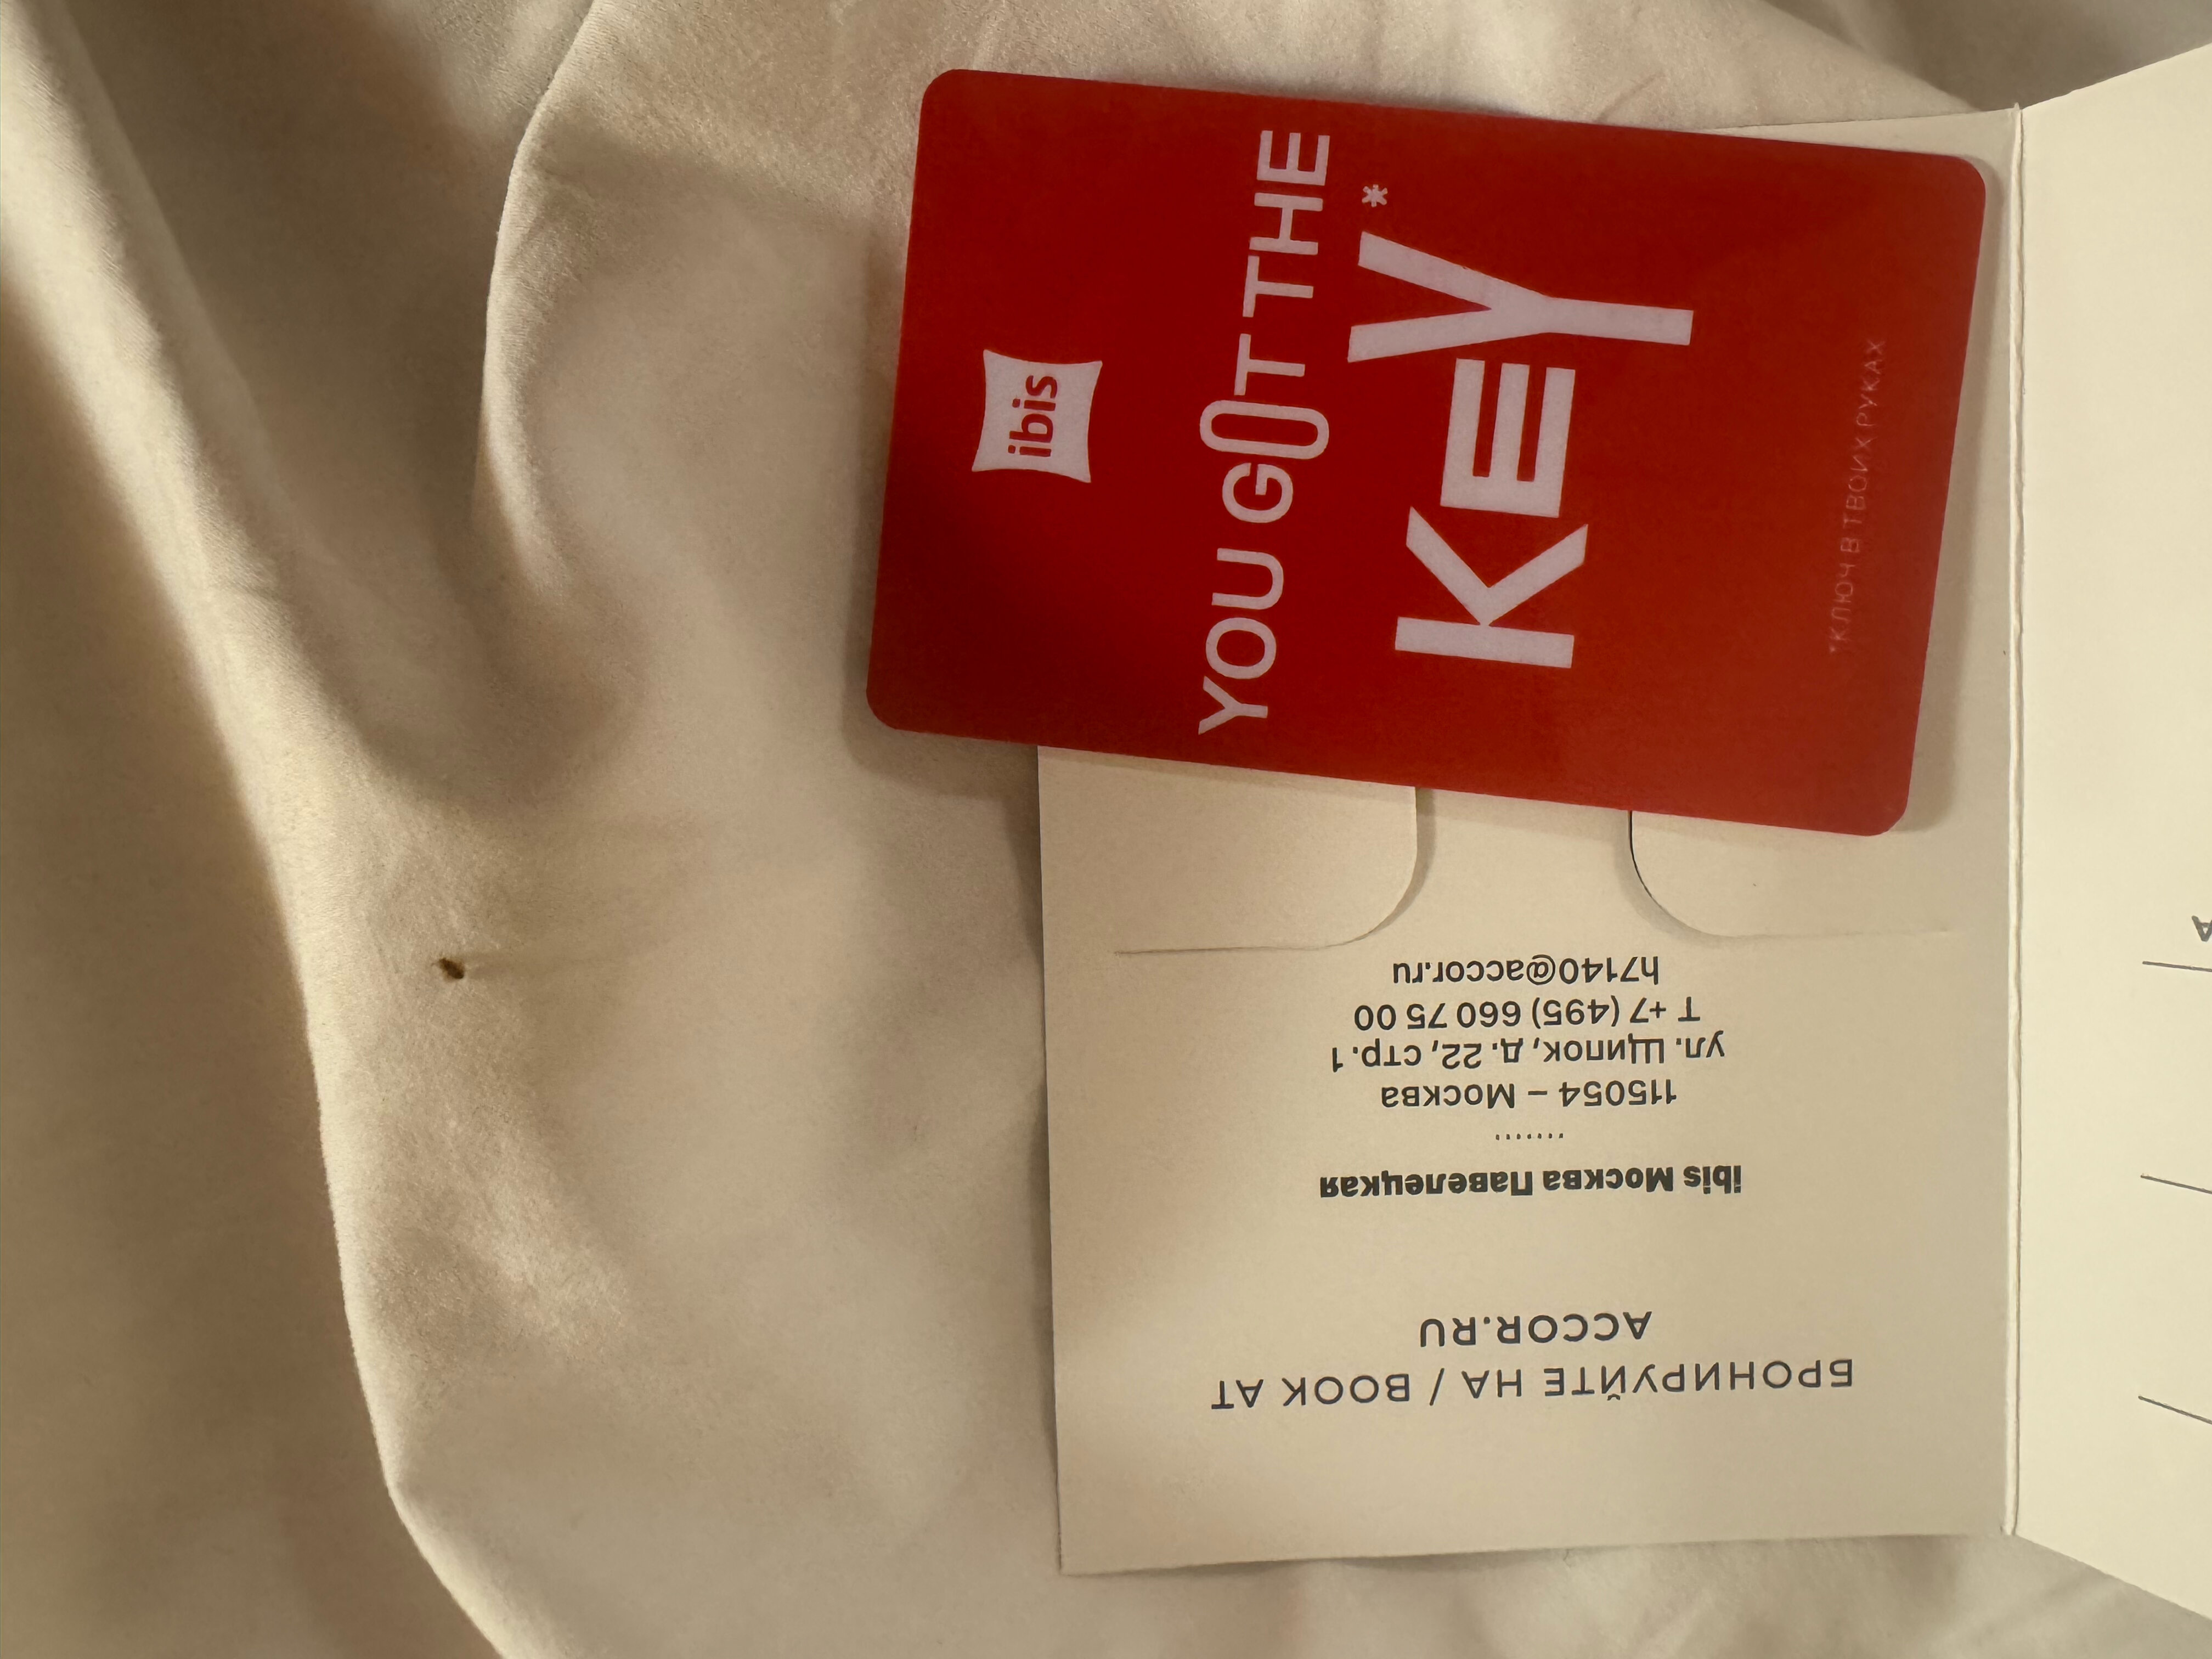 ibis
YOU GOT THE
KEY*
*КЛЮЧ В ТВОИХ РУКАХ
БРОНИРУЙТЕ НА / BOOK AT
ACCOR.RU
ibis Москва Павелецкая
.......
115054 – Москва
ул. Щипок, д. 22, стр. 1
T +7 (495) 660 75 00
h7140@accor.ru